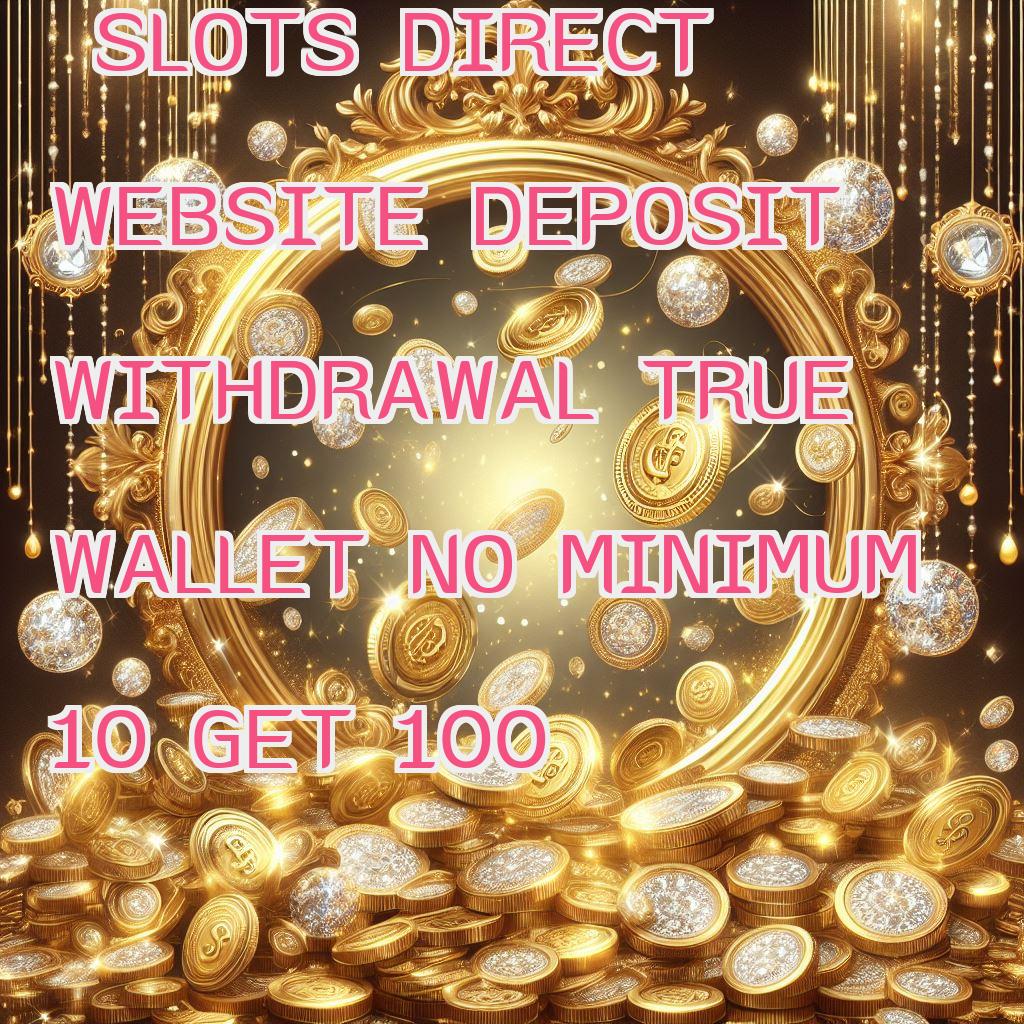 SLOTS DIRECT
WEBSITE DEPOSIT
WITHDRAWAL TRUE
WALLET NO MINIMUM
10 GET 100